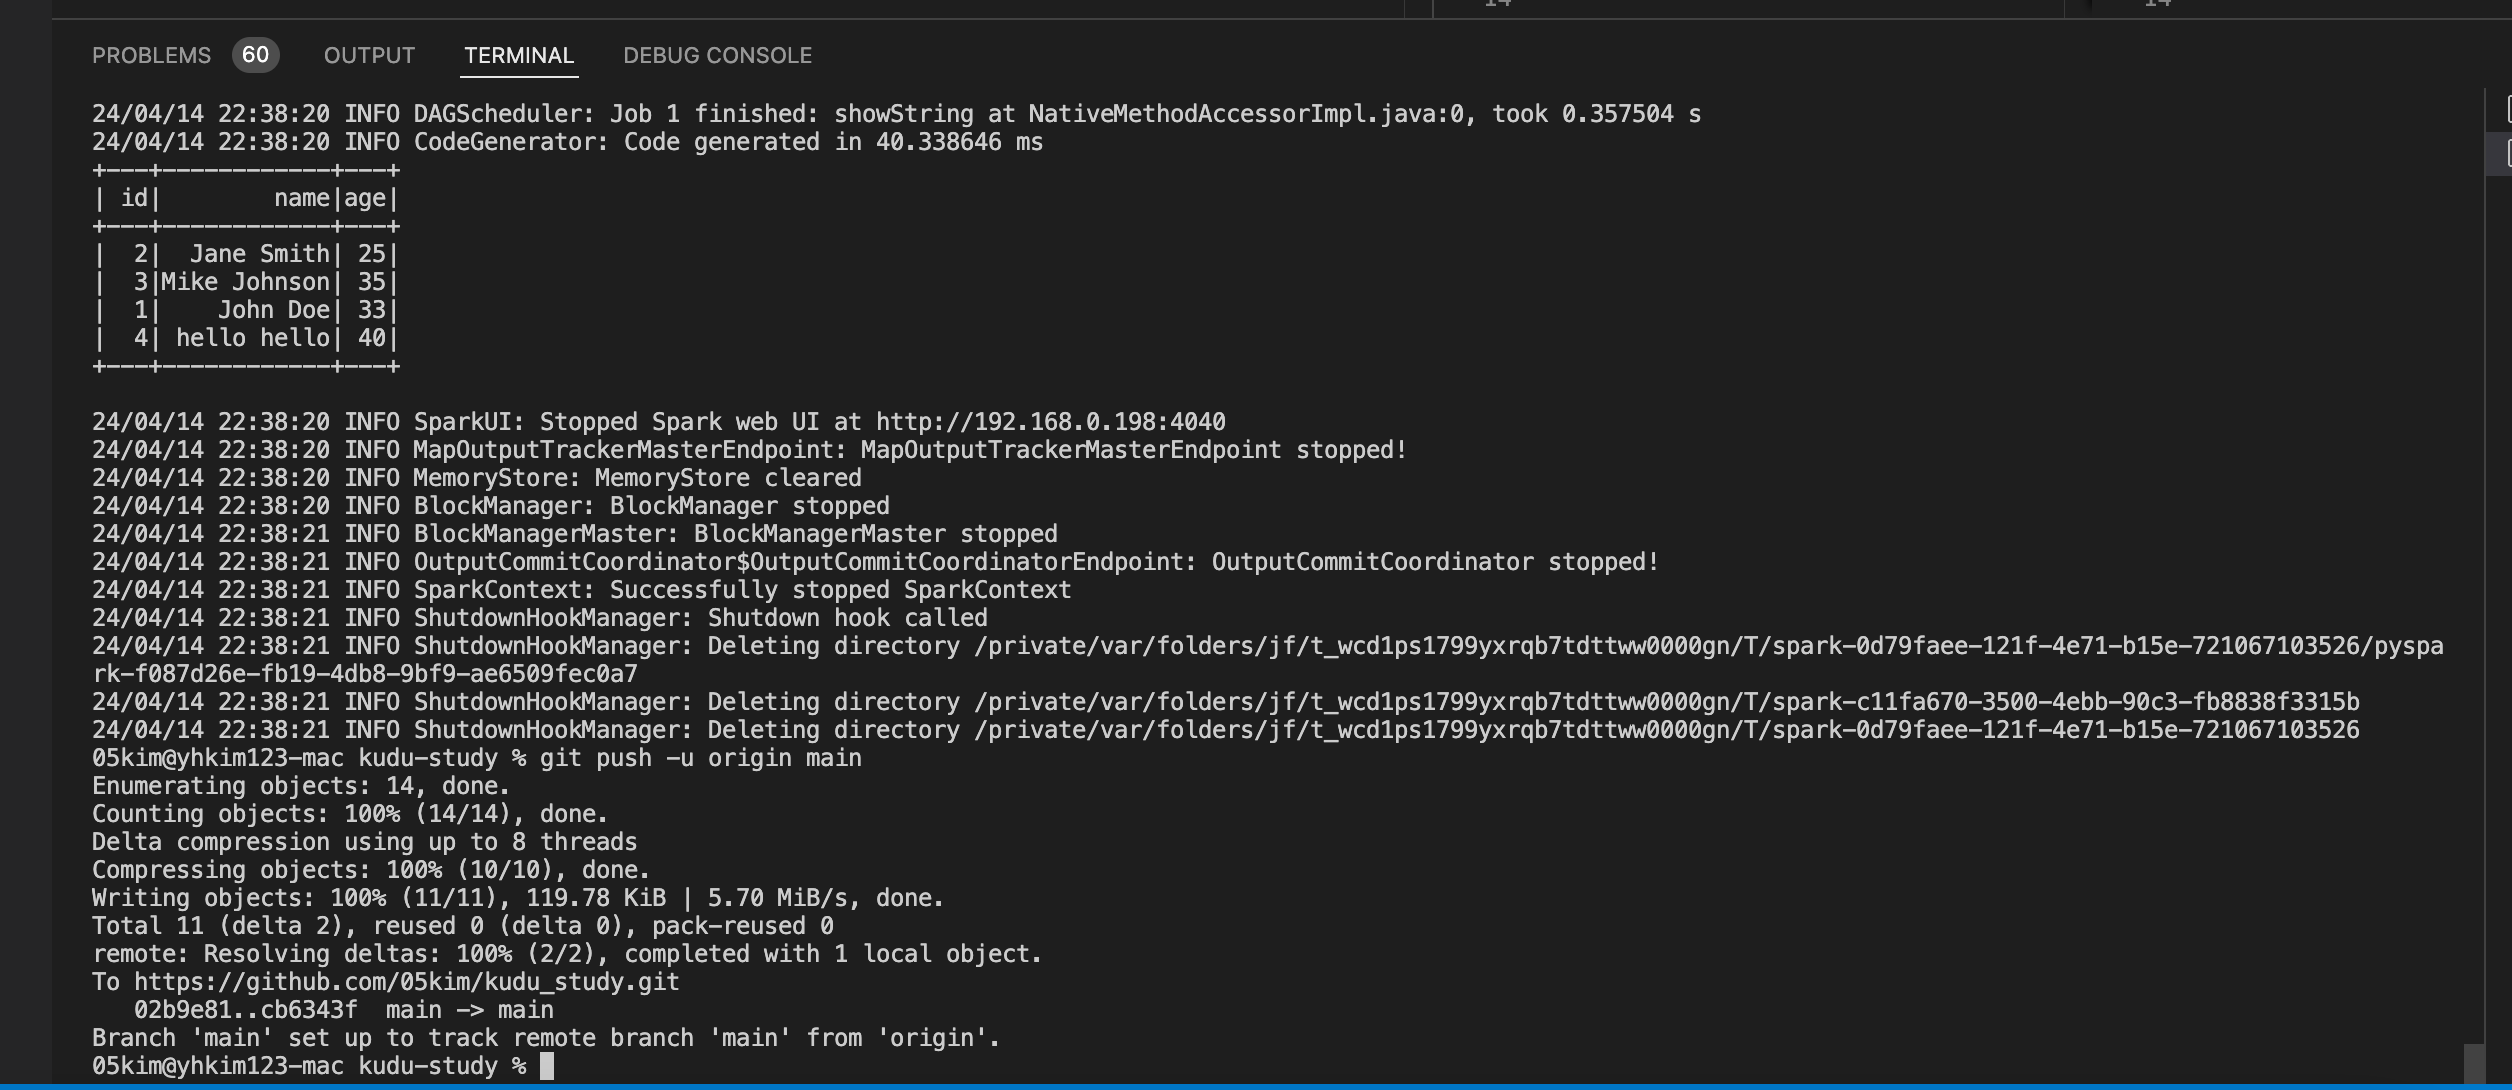 14 14
PROBLEMS 60 OUTPUT TERMINAL DEBUG CONSOLE
24/04/14 22:38:20 INFO DAGScheduler: Job 1 finished: showString at NativeMethodAccessorImpl.java:0, took 0.357504 s
24/04/14 22:38:20 INFO CodeGenerator: Code generated in 40.338646 ms
+---+------------+---+
| id|        name|age|
+---+------------+---+
|  2|  Jane Smith| 25|
|  3|Mike Johnson| 35|
|  1|    John Doe| 33|
|  4| hello hello| 40|
+---+------------+---+
24/04/14 22:38:20 INFO SparkUI: Stopped Spark web UI at http://192.168.0.198:4040
24/04/14 22:38:20 INFO MapOutputTrackerMasterEndpoint: MapOutputTrackerMasterEndpoint stopped!
24/04/14 22:38:20 INFO MemoryStore: MemoryStore cleared
24/04/14 22:38:20 INFO BlockManager: BlockManager stopped
24/04/14 22:38:21 INFO BlockManagerMaster: BlockManagerMaster stopped
24/04/14 22:38:21 INFO OutputCommitCoordinator$OutputCommitCoordinatorEndpoint: OutputCommitCoordinator stopped!
24/04/14 22:38:21 INFO SparkContext: Successfully stopped SparkContext
24/04/14 22:38:21 INFO ShutdownHookManager: Shutdown hook called
24/04/14 22:38:21 INFO ShutdownHookManager: Deleting directory /private/var/folders/jf/t_wcd1ps1799yxrqb7tdttww0000gn/T/spark-0d79faee-121f-4e71-b15e-721067103526/pyspa
rk-f087d26e-fb19-4db8-9bf9-ae6509fec0a7
24/04/14 22:38:21 INFO ShutdownHookManager: Deleting directory /private/var/folders/jf/t_wcd1ps1799yxrqb7tdttww0000gn/T/spark-c11fa670-3500-4ebb-90c3-fb8838f3315b
24/04/14 22:38:21 INFO ShutdownHookManager: Deleting directory /private/var/folders/jf/t_wcd1ps1799yxrqb7tdttww0000gn/T/spark-0d79faee-121f-4e71-b15e-721067103526
05kim@yhkim123-mac kudu-study % git push -u origin main
Enumerating objects: 14, done.
Counting objects: 100% (14/14), done.
Delta compression using up to 8 threads
Compressing objects: 100% (10/10), done.
Writing objects: 100% (11/11), 119.78 KiB | 5.70 MiB/s, done.
Total 11 (delta 2), reused 0 (delta 0), pack-reused 0
remote: Resolving deltas: 100% (2/2), completed with 1 local object.
To https://github.com/05kim/kudu_study.git
   02b9e81..cb6343f  main -> main
Branch 'main' set up to track remote branch 'main' from 'origin'.
05kim@yhkim123-mac kudu-study %